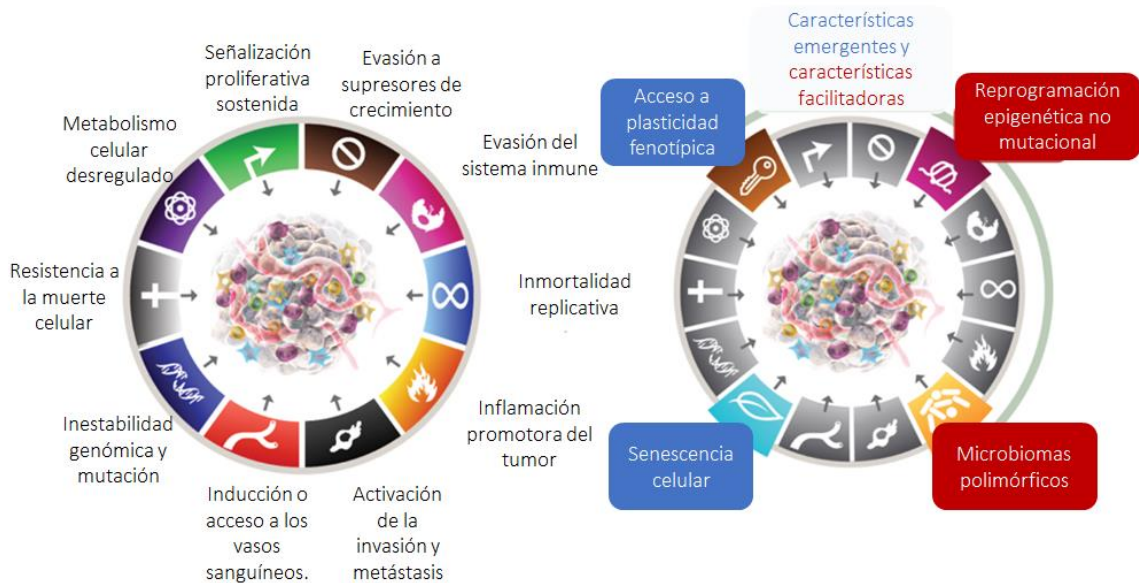 Señalización
proliferativa
sostenida
Evasión a
supresores de
crecimiento
Metabolismo
celular
desregulado
Evasión del
sistema inmune
Resistencia a
la muerte
celular
Inmortalidad
replicativa
Inestabilidad
genómica y
mutación
Inflamación
promotora del
tumor
Inducción o
acceso a los
vasos
sanguíneos.
Activación
de la
invasión y
metástasis
Características
emergentes y
características
facilitadoras
Acceso a
plasticidad
fenotípica
Reprogramación
epigenética no
mutacional
Senescencia
celular
Microbiomas
polimórficos